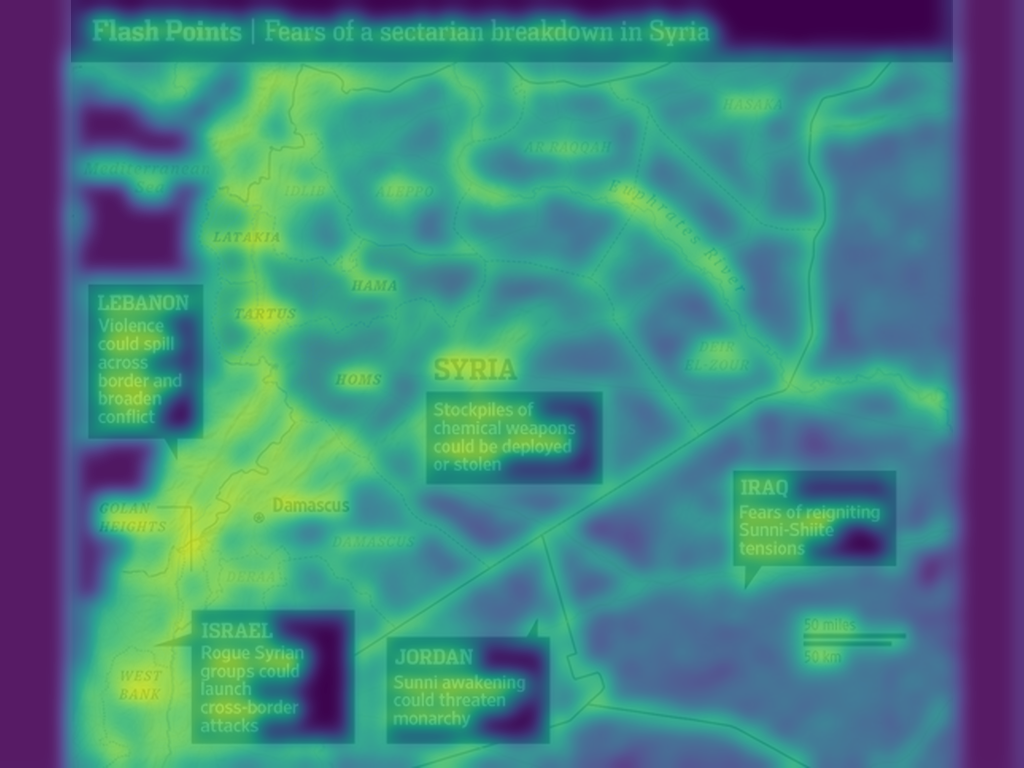 Flash Points | Fears of a sectarian breakdown in Syria
HASAKA
AR RAQQAH
Mediterranean
Sea
IDLIB
ALEPPO
Euphrates River
LATAKIA
HAMA
LEBANON
Violence
could spill
across
border and
broaden
conflict
TARTUS
DEIR
EL-ZOUR
HOMS
SYRIA
Stockpiles of
chemical weapons
could be deployed
or stolen
IRAQ
Fears of reigniting
Sunni-Shiite
tensions
GOLAN
HEIGHTS
Damascus
DAMASCUS
DERAA
ISRAEL
Rogue Syrian
groups could
launch
cross-border
attacks
JORDAN
Sunni awakening
could threaten
monarchy
50 miles
50 km
WEST
BANK